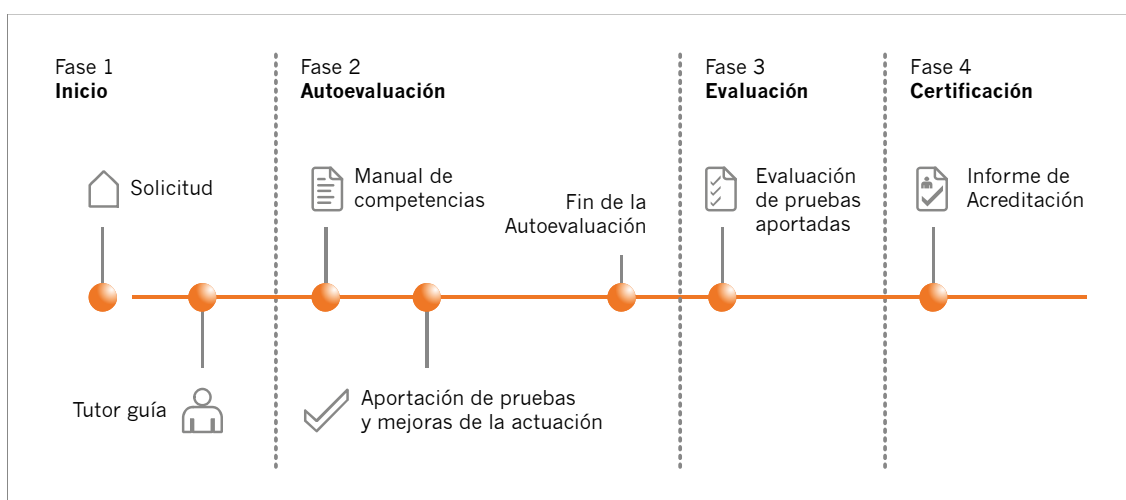 Fase 1
Inicio
Fase 2
Autoevaluación
Fase 3
Evaluación
Fase 4
Certificación
Solicitud
Manual de
competencias
Fin de la
Autoevaluación
Evaluación
de pruebas
aportadas
Informe de
Acreditación
Tutor guía
Aportación de pruebas
y mejoras de la actuación